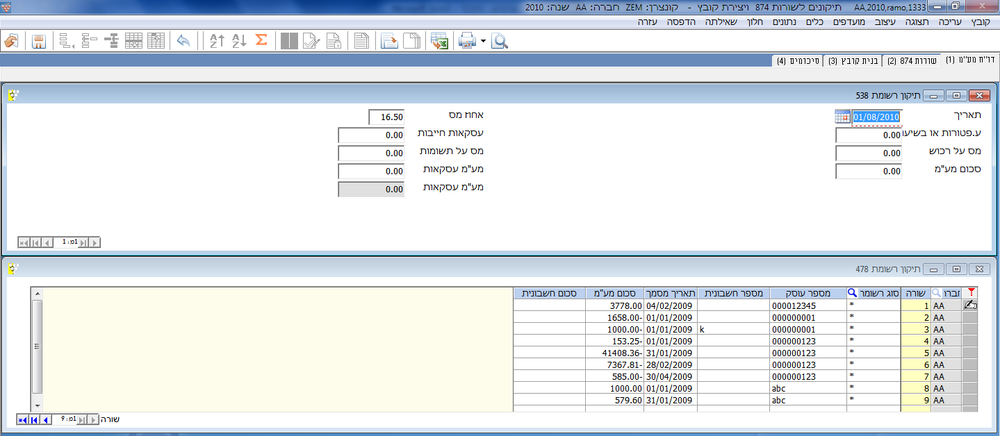 AA,2010,ramo,1333 תיקונים לשורות 874 ויצירת קובץ - קונצרן: ZEM חברה: AA שנה: 2010
קובץ עריכה תצוגה עיצוב מועדפים כלים נתונים חלון שאילתה הדפסה עזרה
דו"ח מע"מ (1) שורות 874 (2) בנית קובץ (3) סיכומים (4)
תיקון רשומת 538
תאריך 01/08/2010 אחוז מס 16.50
ע.פטורות או בשיעו 0.00 עסקאות חייבות 0.00
מס על רכוש 0.00 מס על תשומות 0.00
סכום מע"מ 0.00 מע"מ עסקאות 0.00
מע"מ עסקאות 0.00
1מ: 1
תיקון רשומת 478
חברו שורה סוג רשומר מספר עוסק מספר חשבונית תאריך מסמך סכום מע"מ סכום חשבונית
AA 1 * 000012345 04/02/2009 3778.00
AA 2 * 000000001 01/01/2009 1658.00-
AA 3 * 000000001 k 01/01/2009 1000.00-
AA 4 * 000000123 01/01/2009 153.25-
AA 5 * 000000123 31/01/2009 41408.36-
AA 6 * 000000123 28/02/2009 7367.81-
AA 7 * 000000123 30/04/2009 585.00-
AA 8 * abc 01/01/2009 1000.00
AA 9 * abc 31/01/2009 579.60
שורה 1מ: 9